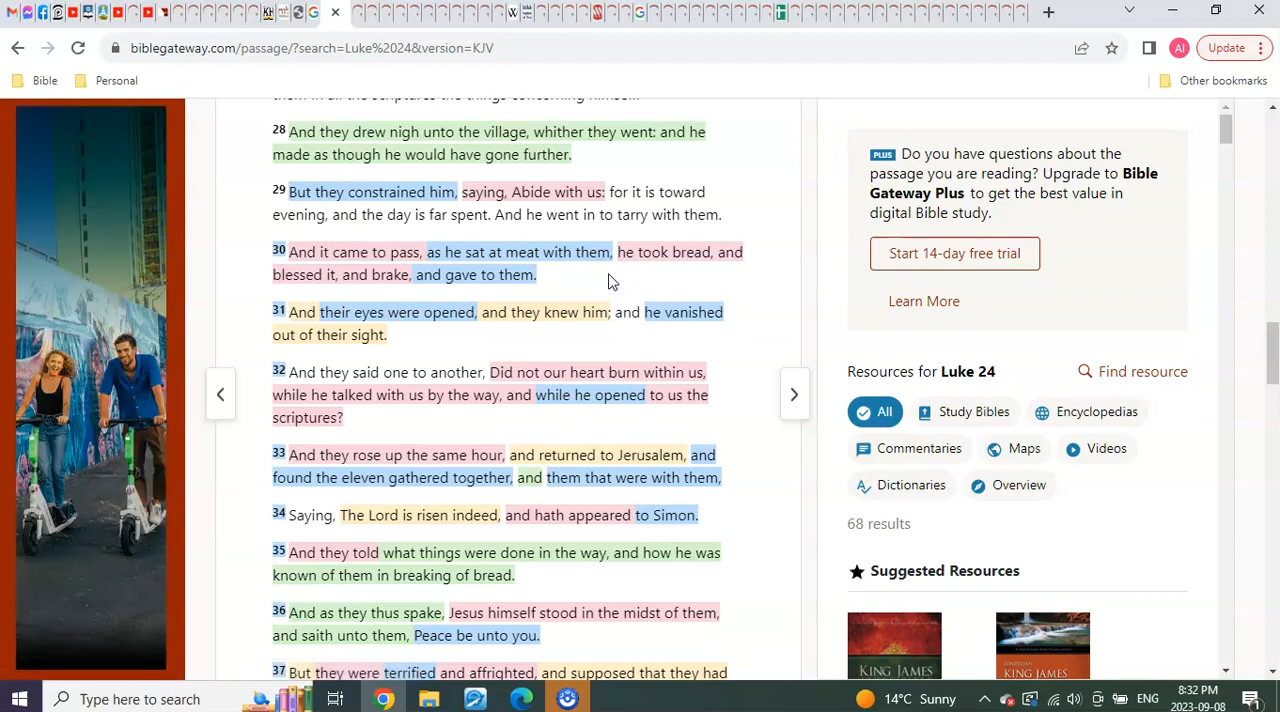 biblegateway.com/passage/?search=Luke%2024&version=KJV
Update
Bible
Personal
Other bookmarks
them in all the scriptures the things concerning himself.
28 And they drew nigh unto the village, whither they went: and he
made as though he would have gone further.
29 But they constrained him, saying, Abide with us: for it is toward
evening, and the day is far spent. And he went in to tarry with them.
30 And it came to pass, as he sat at meat with them, he took bread, and
blessed it, and brake, and gave to them.
31 And their eyes were opened, and they knew him; and he vanished
out of their sight.
32 And they said one to another, Did not our heart burn within us,
while he talked with us by the way, and while he opened to us the
scriptures?
33 And they rose up the same hour, and returned to Jerusalem, and
found the eleven gathered together, and them that were with them,
34 Saying, The Lord is risen indeed, and hath appeared to Simon.
35 And they told what things were done in the way, and how he was
known of them in breaking of bread.
36 And as they thus spake, Jesus himself stood in the midst of them,
and saith unto them, Peace be unto you.
37 But they were terrified and affrighted, and supposed that they had
PLUS Do you have questions about the
passage you are reading? Upgrade to Bible
Gateway Plus to get the best value in
digital Bible study.
Start 14-day free trial
Learn More
Resources for Luke 24
Find resource
All
Study Bibles
Encyclopedias
Commentaries
Maps
Videos
Dictionaries
Overview
68 results
Suggested Resources
KING JAMES
KING JAMES
Type here to search
14°C Sunny
ENG
8:32 PM
2023-09-08